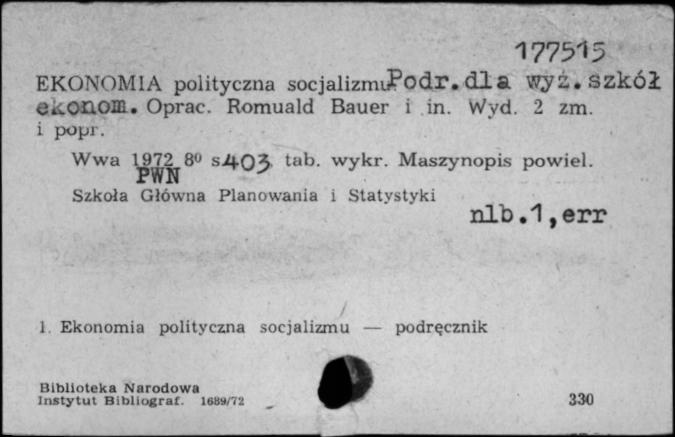 177515
EKONOMIA polityczna socjalizmu Podr. dla wyż. szkół
ekonom. Oprac. Romuald Bauer i in. Wyd. 2 zm.
i popr.
Wwa 1972 8⁰ s 403, tab. wykr. Maszynopis powiel.
PWN
Szkoła Główna Planowania i Statystyki
nlb.1,err
1. Ekonomia polityczna socjalizmu — podręcznik
Biblioteka Narodowa
Instytut Bibliograf. 1689/72
330